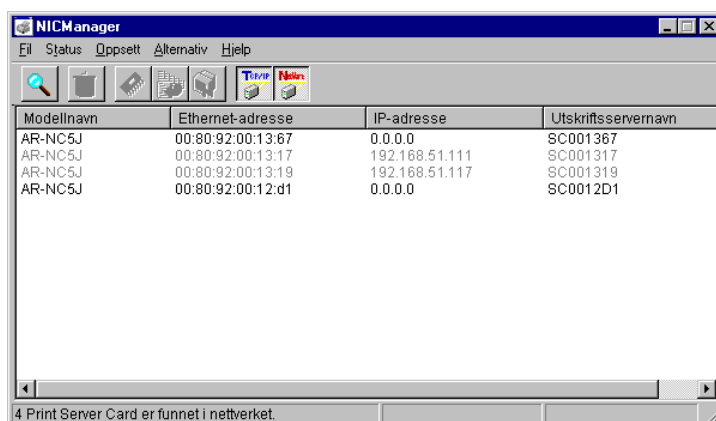 NICManager
Fil Status Oppsett Alternativ Hjelp
TCP/IP NetWare
Modellnavn Ethernet-adresse IP-adresse Utskriftsservernavn
AR-NC5J 00:80:92:00:13:67 0.0.0.0 SC001367
AR-NC5J 00:80:92:00:13:17 192.168.51.111 SC001317
AR-NC5J 00:80:92:00:13:19 192.168.51.117 SC001319
AR-NC5J 00:80:92:00:12:d1 0.0.0.0 SC0012D1
4 Print Server Card er funnet i nettverket.